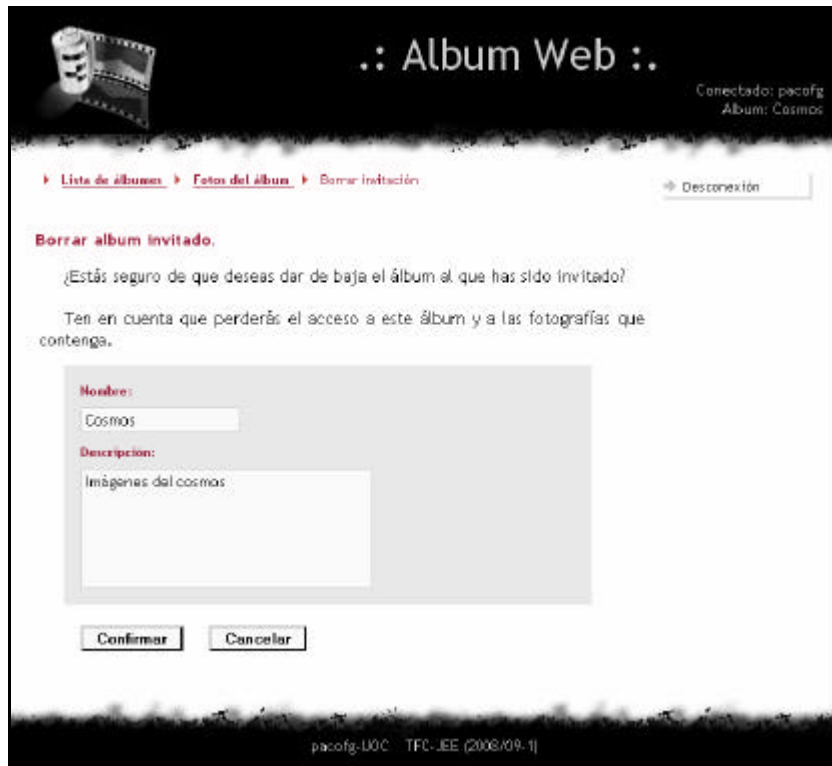 .: Album Web :.
Conectado: pacofg
Album: Cosmos
Lista de álbumes Fotos del álbum Borrar invitación
Desconexión
Borrar album invitado.
¿Estás seguro de que deseas dar de baja el álbum al que has sido invitado?
Ten en cuenta que perderás el acceso a este álbum y a las fotografías que
contenga.
Nombre:
Cosmos
Descripción:
Imágenes del cosmos
Confirmar Cancelar
pacofg-UOC TFC-JEE (2008/09-1)